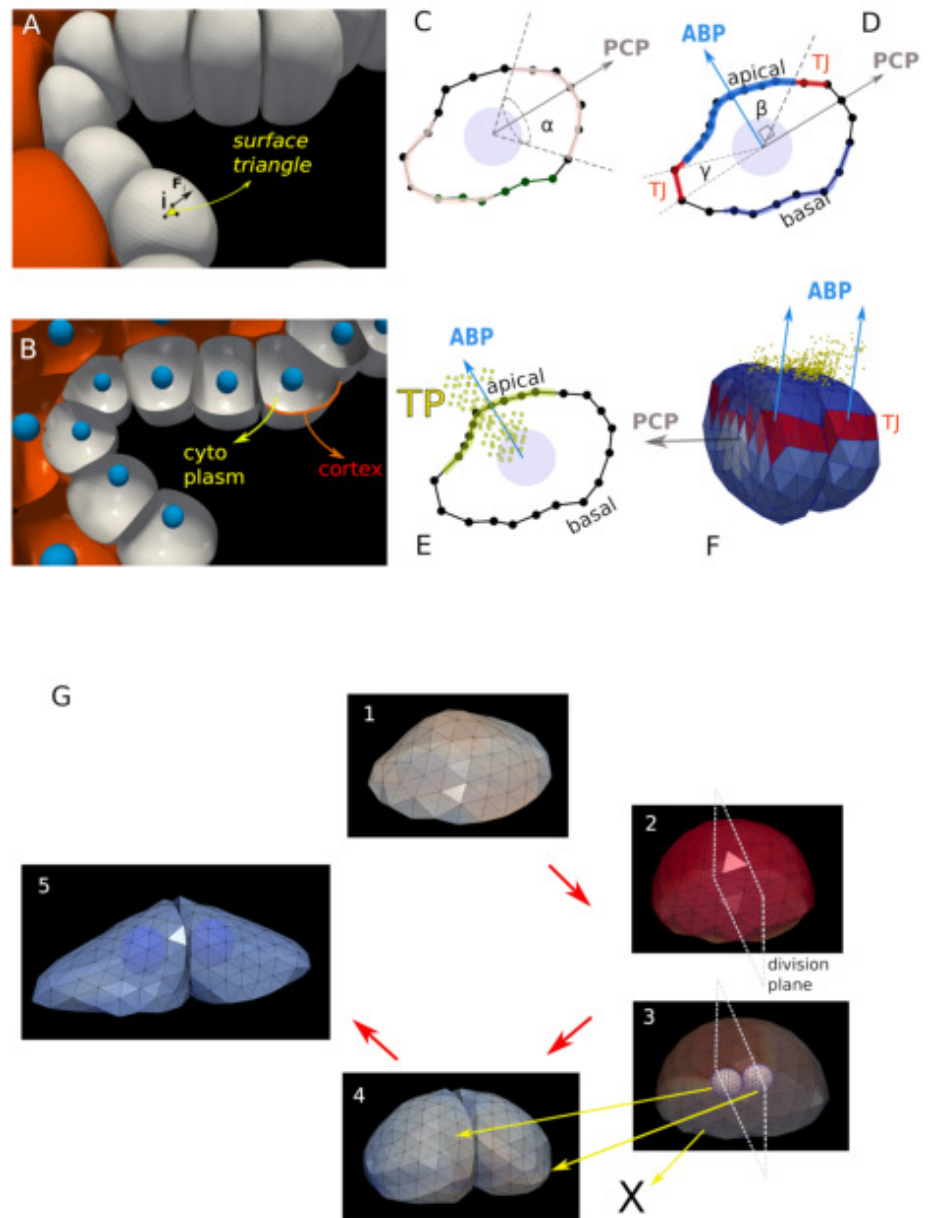 A
surface
triangle
F_i
i
C
PCP
α
D
ABP
apical
TJ
PCP
β
γ
TJ
basal
B
cyto
plasm
cortex
ABP
TP
apical
basal
E
ABP
PCP
TJ
F
G
1
2
division
plane
3
4
5
X